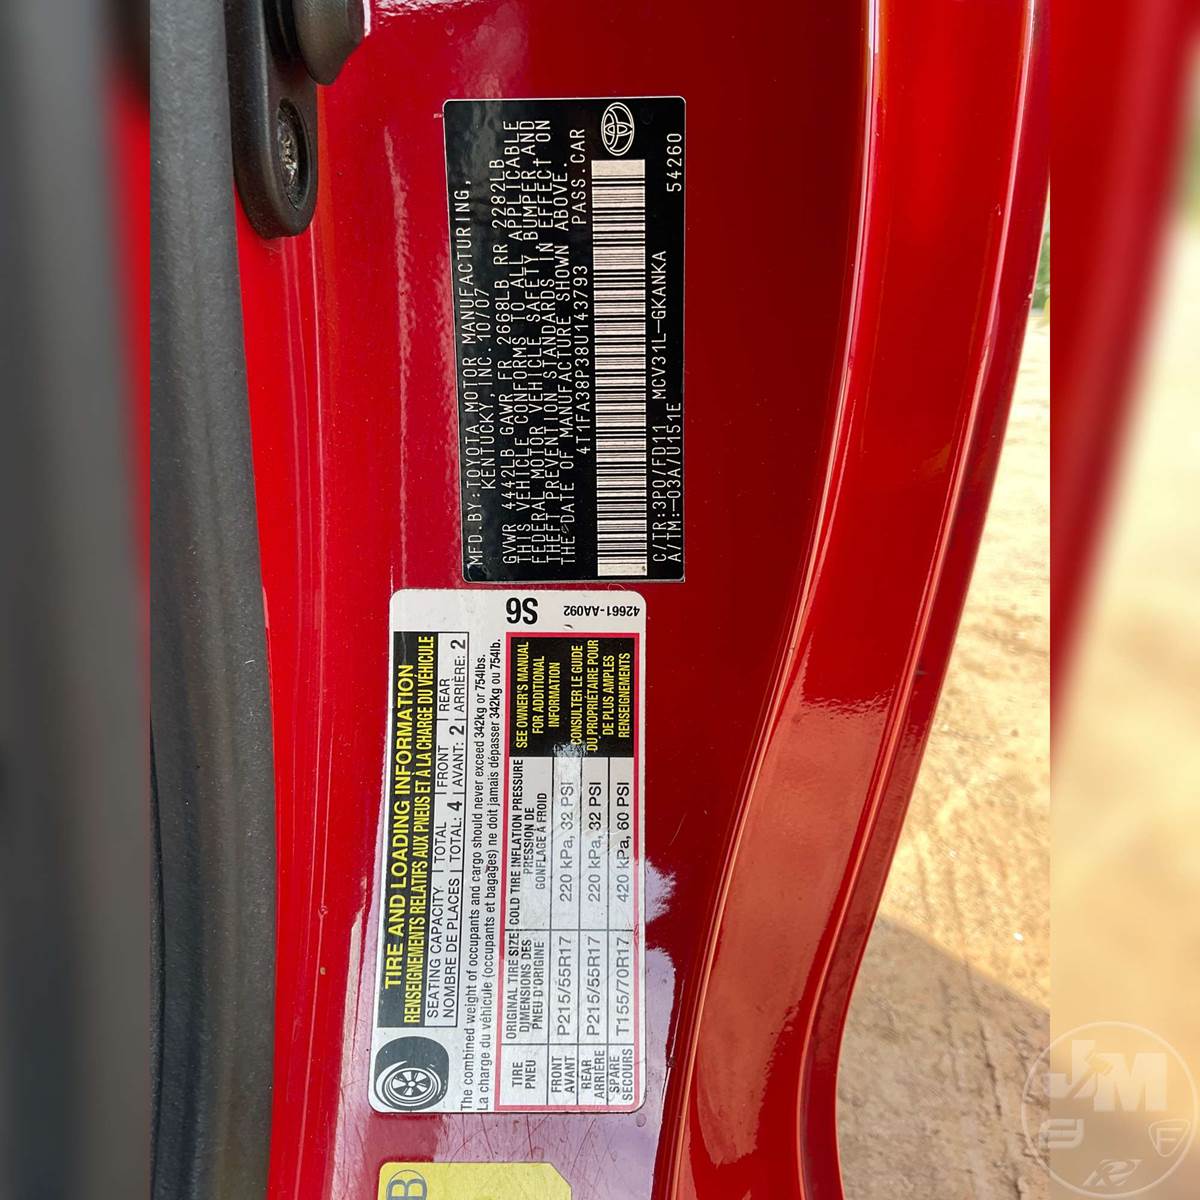 MFD.BY:TOYOTA MOTOR MANUFACTURING,
KENTUCKY, INC. 10/07
GVWR 4442LB GAWR FR 2668LB RR 2282LB
THIS VEHICLE CONFORMS TO ALL APPLICABLE
FEDERAL MOTOR VEHICLE SAFETY BUMPER AND
THEFT PREVENTION STANDARDS IN EFFECT ON
THE DATE OF MANUFACTURE SHOWN ABOVE.
4T1FA38P38U143793 PASS.CAR
C/TR:3P0/FD11 MCV31L-GKANKA
A/TM:-03A/U151E 54260
TIRE AND LOADING INFORMATION
RENSEIGNEMENTS RELATIFS AUX PNEUS ET À LA CHARGE DU VÉHICULE
SEATING CAPACITY TOTAL FRONT REAR
NOMBRE DE PLACES TOTAL: 4 AVANT: 2 ARRIÈRE: 2
The combined weight of occupants and cargo should never exceed 342kg or 754lbs.
La charge du véhicule (occupants et bagages) ne doit jamais dépasser 342kg ou 754lb.
TIRE
PNEU
ORIGINAL TIRE SIZE
DIMENSIONS DES
PNEU D'ORIGINE
COLD TIRE INFLATION PRESSURE
PRESSION DE
GONFLAGE À FROID
FRONT
AVANT
P215/55R17
220 kPa, 32 PSI
REAR
ARRIÈRE
P215/55R17
220 kPa, 32 PSI
SPARE
SECOURS
T155/70R17
420 kPa, 60 PSI
SEE OWNER'S MANUAL
FOR ADDITIONAL
INFORMATION
CONSULTER LE GUIDE
DU PROPRIÉTAIRE POUR
DE PLUS AMPLES
RENSEIGNEMENTS
S6
42661-AA092
B
JM